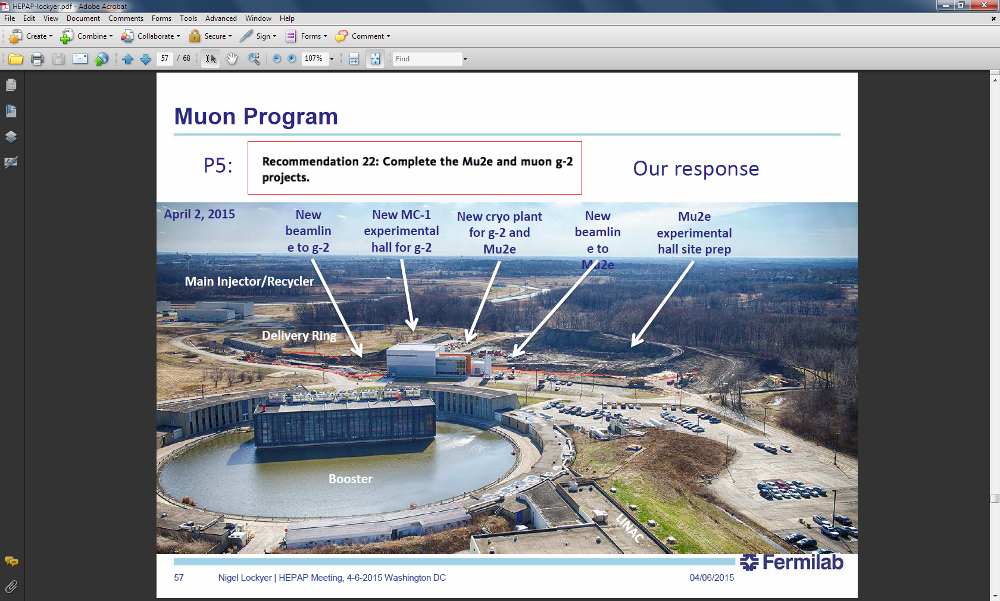 HEPAP-lockyer.pdf - Adobe Acrobat
File Edit View Document Comments Forms Tools Advanced Window Help
Create Combine Collaborate Secure Sign Forms Comment
57 / 68 107% Find
Muon Program
P5:
Recommendation 22: Complete the Mu2e and muon g-2
projects.
Our response
April 2, 2015
New
beamlin
e to g-2
New MC-1
experimental
hall for g-2
New cryo plant
for g-2 and
Mu2e
New
beamlin
e to
Mu2e
Mu2e
experimental
hall site prep
Main Injector/Recycler
Delivery Ring
Booster
LINAC
Fermilab
57 Nigel Lockyer | HEPAP Meeting, 4-6-2015 Washington DC 04/06/2015